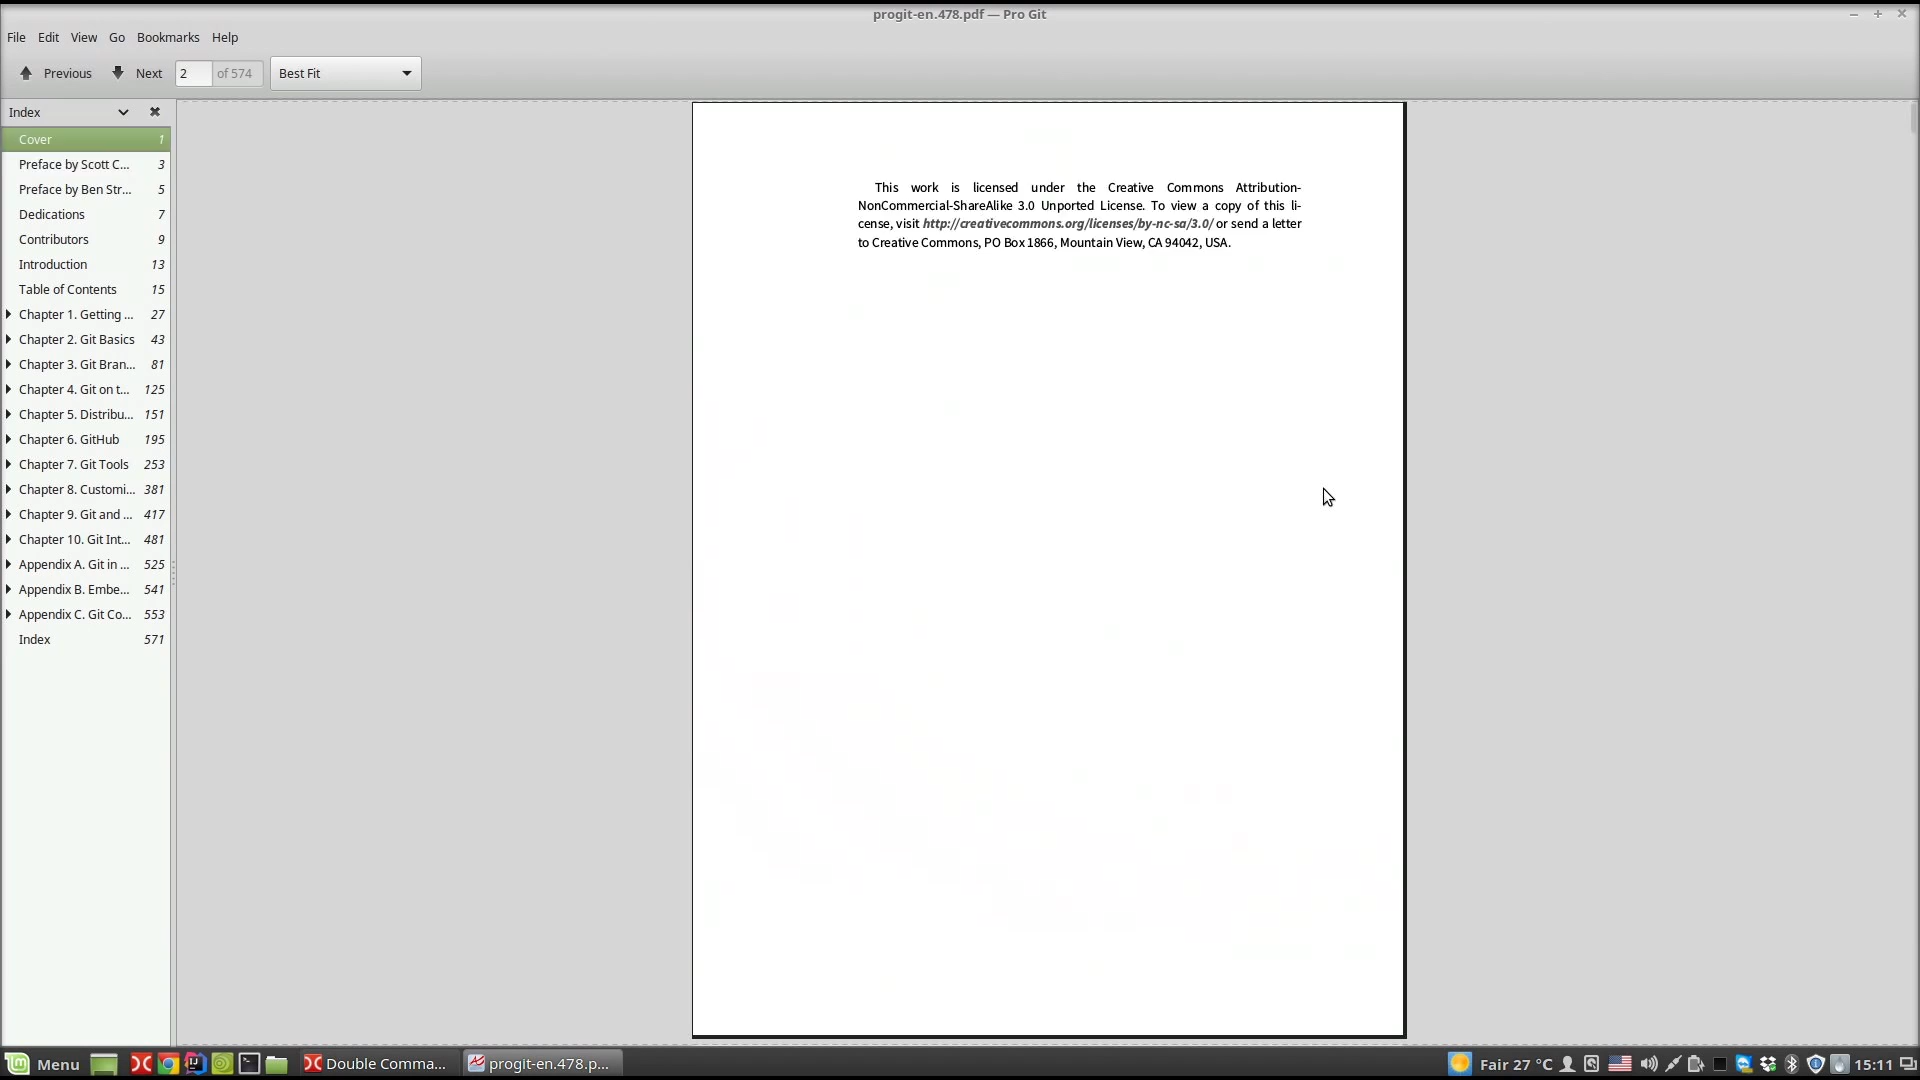 progit-en.478.pdf — Pro Git
File Edit View Go Bookmarks Help
Previous Next 2 of 574 Best Fit
Index
Cover 1
Preface by Scott C... 3
Preface by Ben Str... 5
Dedications 7
Contributors 9
Introduction 13
Table of Contents 15
Chapter 1. Getting ... 27
Chapter 2. Git Basics 43
Chapter 3. Git Bran... 81
Chapter 4. Git on t... 125
Chapter 5. Distribu... 151
Chapter 6. GitHub 195
Chapter 7. Git Tools 253
Chapter 8. Customi... 381
Chapter 9. Git and ... 417
Chapter 10. Git Int... 481
Appendix A. Git in ... 525
Appendix B. Embe... 541
Appendix C. Git Co... 553
Index 571
This work is licensed under the Creative Commons Attribution-
NonCommercial-ShareAlike 3.0 Unported License. To view a copy of this li-
cense, visit http://creativecommons.org/licenses/by-nc-sa/3.0/ or send a letter
to Creative Commons, PO Box 1866, Mountain View, CA 94042, USA.
Menu Double Comma... progit-en.478.p... Fair 27 °C 15:11